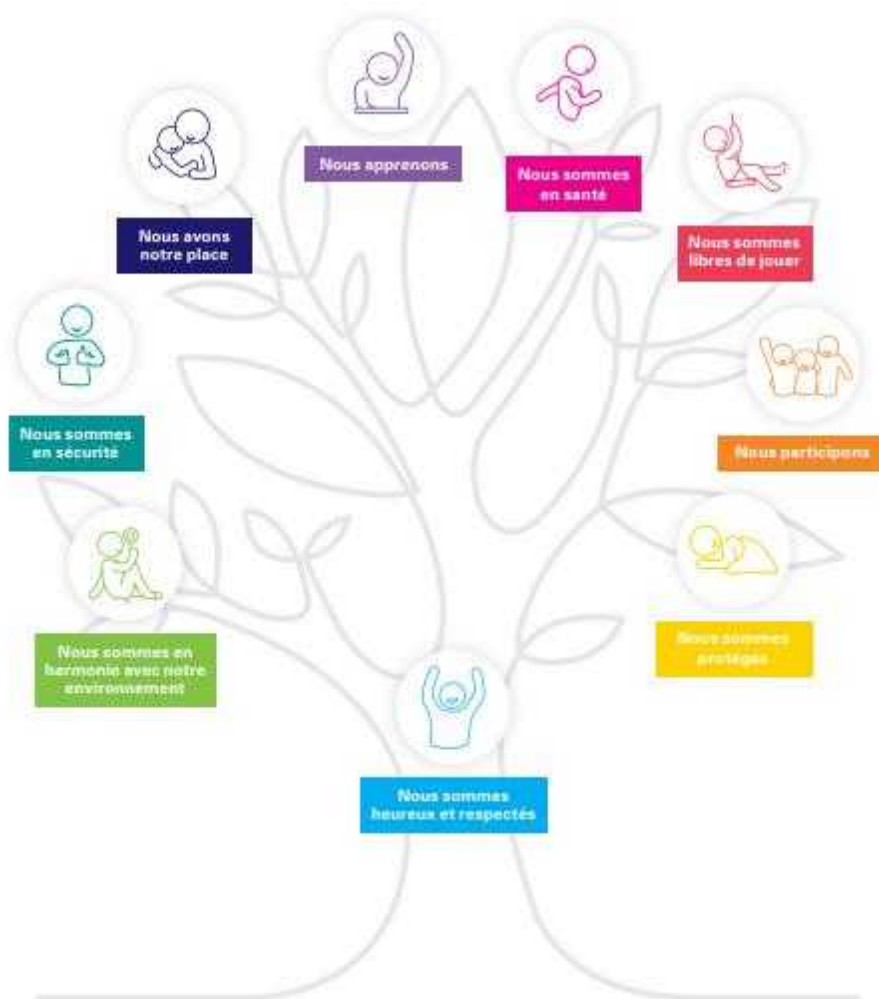 Nous apprenons
Nous sommes
en santé
Nous avons
notre place
Nous sommes
libres de jouer
Nous sommes
en sécurité
Nous participons
Nous sommes en
harmonie avec notre
environnement
Nous sommes
protégés
Nous sommes
heureux et respectés